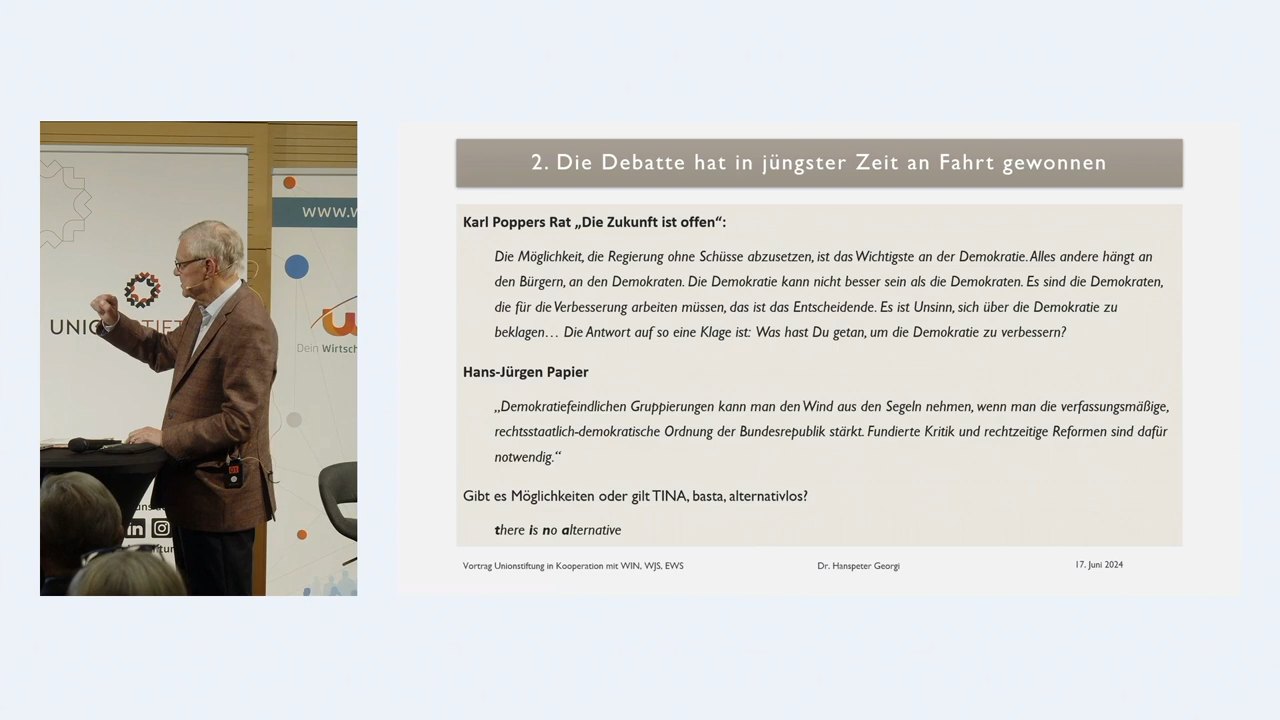 2. Die Debatte hat in jüngster Zeit an Fahrt gewonnen
Karl Poppers Rat „Die Zukunft ist offen“:
Die Möglichkeit, die Regierung ohne Schüsse abzusetzen, ist das Wichtigste an der Demokratie. Alles andere hängt an
den Bürgern, an den Demokraten. Die Demokratie kann nicht besser sein als die Demokraten. Es sind die Demokraten,
die für die Verbesserung arbeiten müssen, das ist das Entscheidende. Es ist Unsinn, sich über die Demokratie zu
beklagen… Die Antwort auf so eine Klage ist: Was hast Du getan, um die Demokratie zu verbessern?
Hans-Jürgen Papier
„Demokratiefeindlichen Gruppierungen kann man den Wind aus den Segeln nehmen, wenn man die verfassungsmäßige,
rechtsstaatlich-demokratische Ordnung der Bundesrepublik stärkt. Fundierte Kritik und rechtzeitige Reformen sind dafür
notwendig.“
Gibt es Möglichkeiten oder gilt TINA, basta, alternativlos?
there is no alternative
Vortrag Unionstiftung in Kooperation mit WIN, WJS, EWS
Dr. Hanspeter Georgi
17. Juni 2024
WWW.
Dein Wirtsch